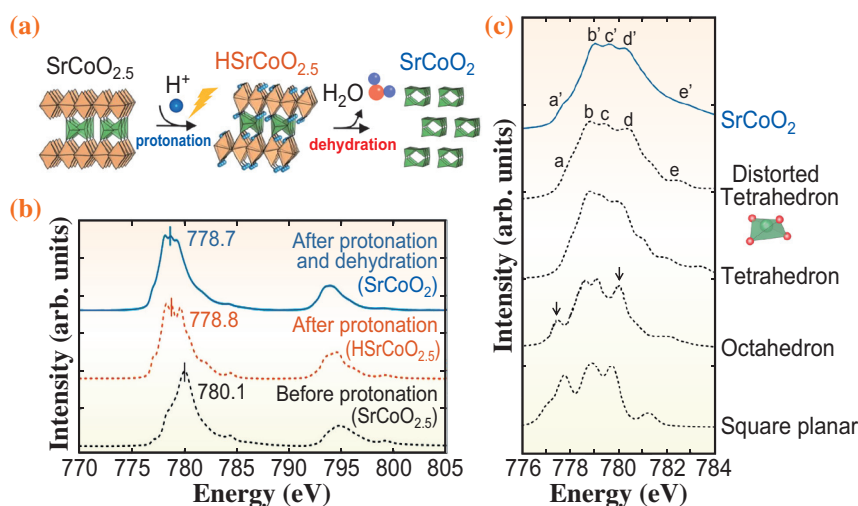 (a)
SrCoO2.5
H+
protonation
HSrCoO2.5
H2O
dehydration
SrCoO2
(b)
Intensity (arb. units)
778.7
After protonation
and dehydration
(SrCoO2)
778.8
After protonation
(HSrCoO2.5)
780.1
Before protonation
(SrCoO2.5)
770 775 780 785 790 795 800 805
Energy (eV)
(c)
Intensity (arb. units)
b’ c’ d’
a’
e’
SrCoO2
b c d
a
e
Distorted
Tetrahedron
Tetrahedron
Octahedron
Square planar
776 778 780 782 784
Energy (eV)